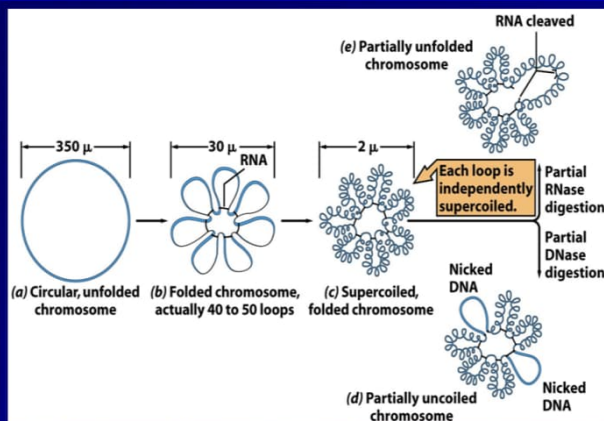 RNA cleaved
(e) Partially unfolded
chromosome
350 μ
30 μ
RNA
2 μ
Each loop is
independently
supercoiled.
Partial
RNase
digestion
Partial
DNase
digestion
(a) Circular, unfolded
chromosome
(b) Folded chromosome,
actually 40 to 50 loops
(c) Supercoiled,
folded chromosome
Nicked
DNA
Nicked
DNA
(d) Partially uncoiled
chromosome